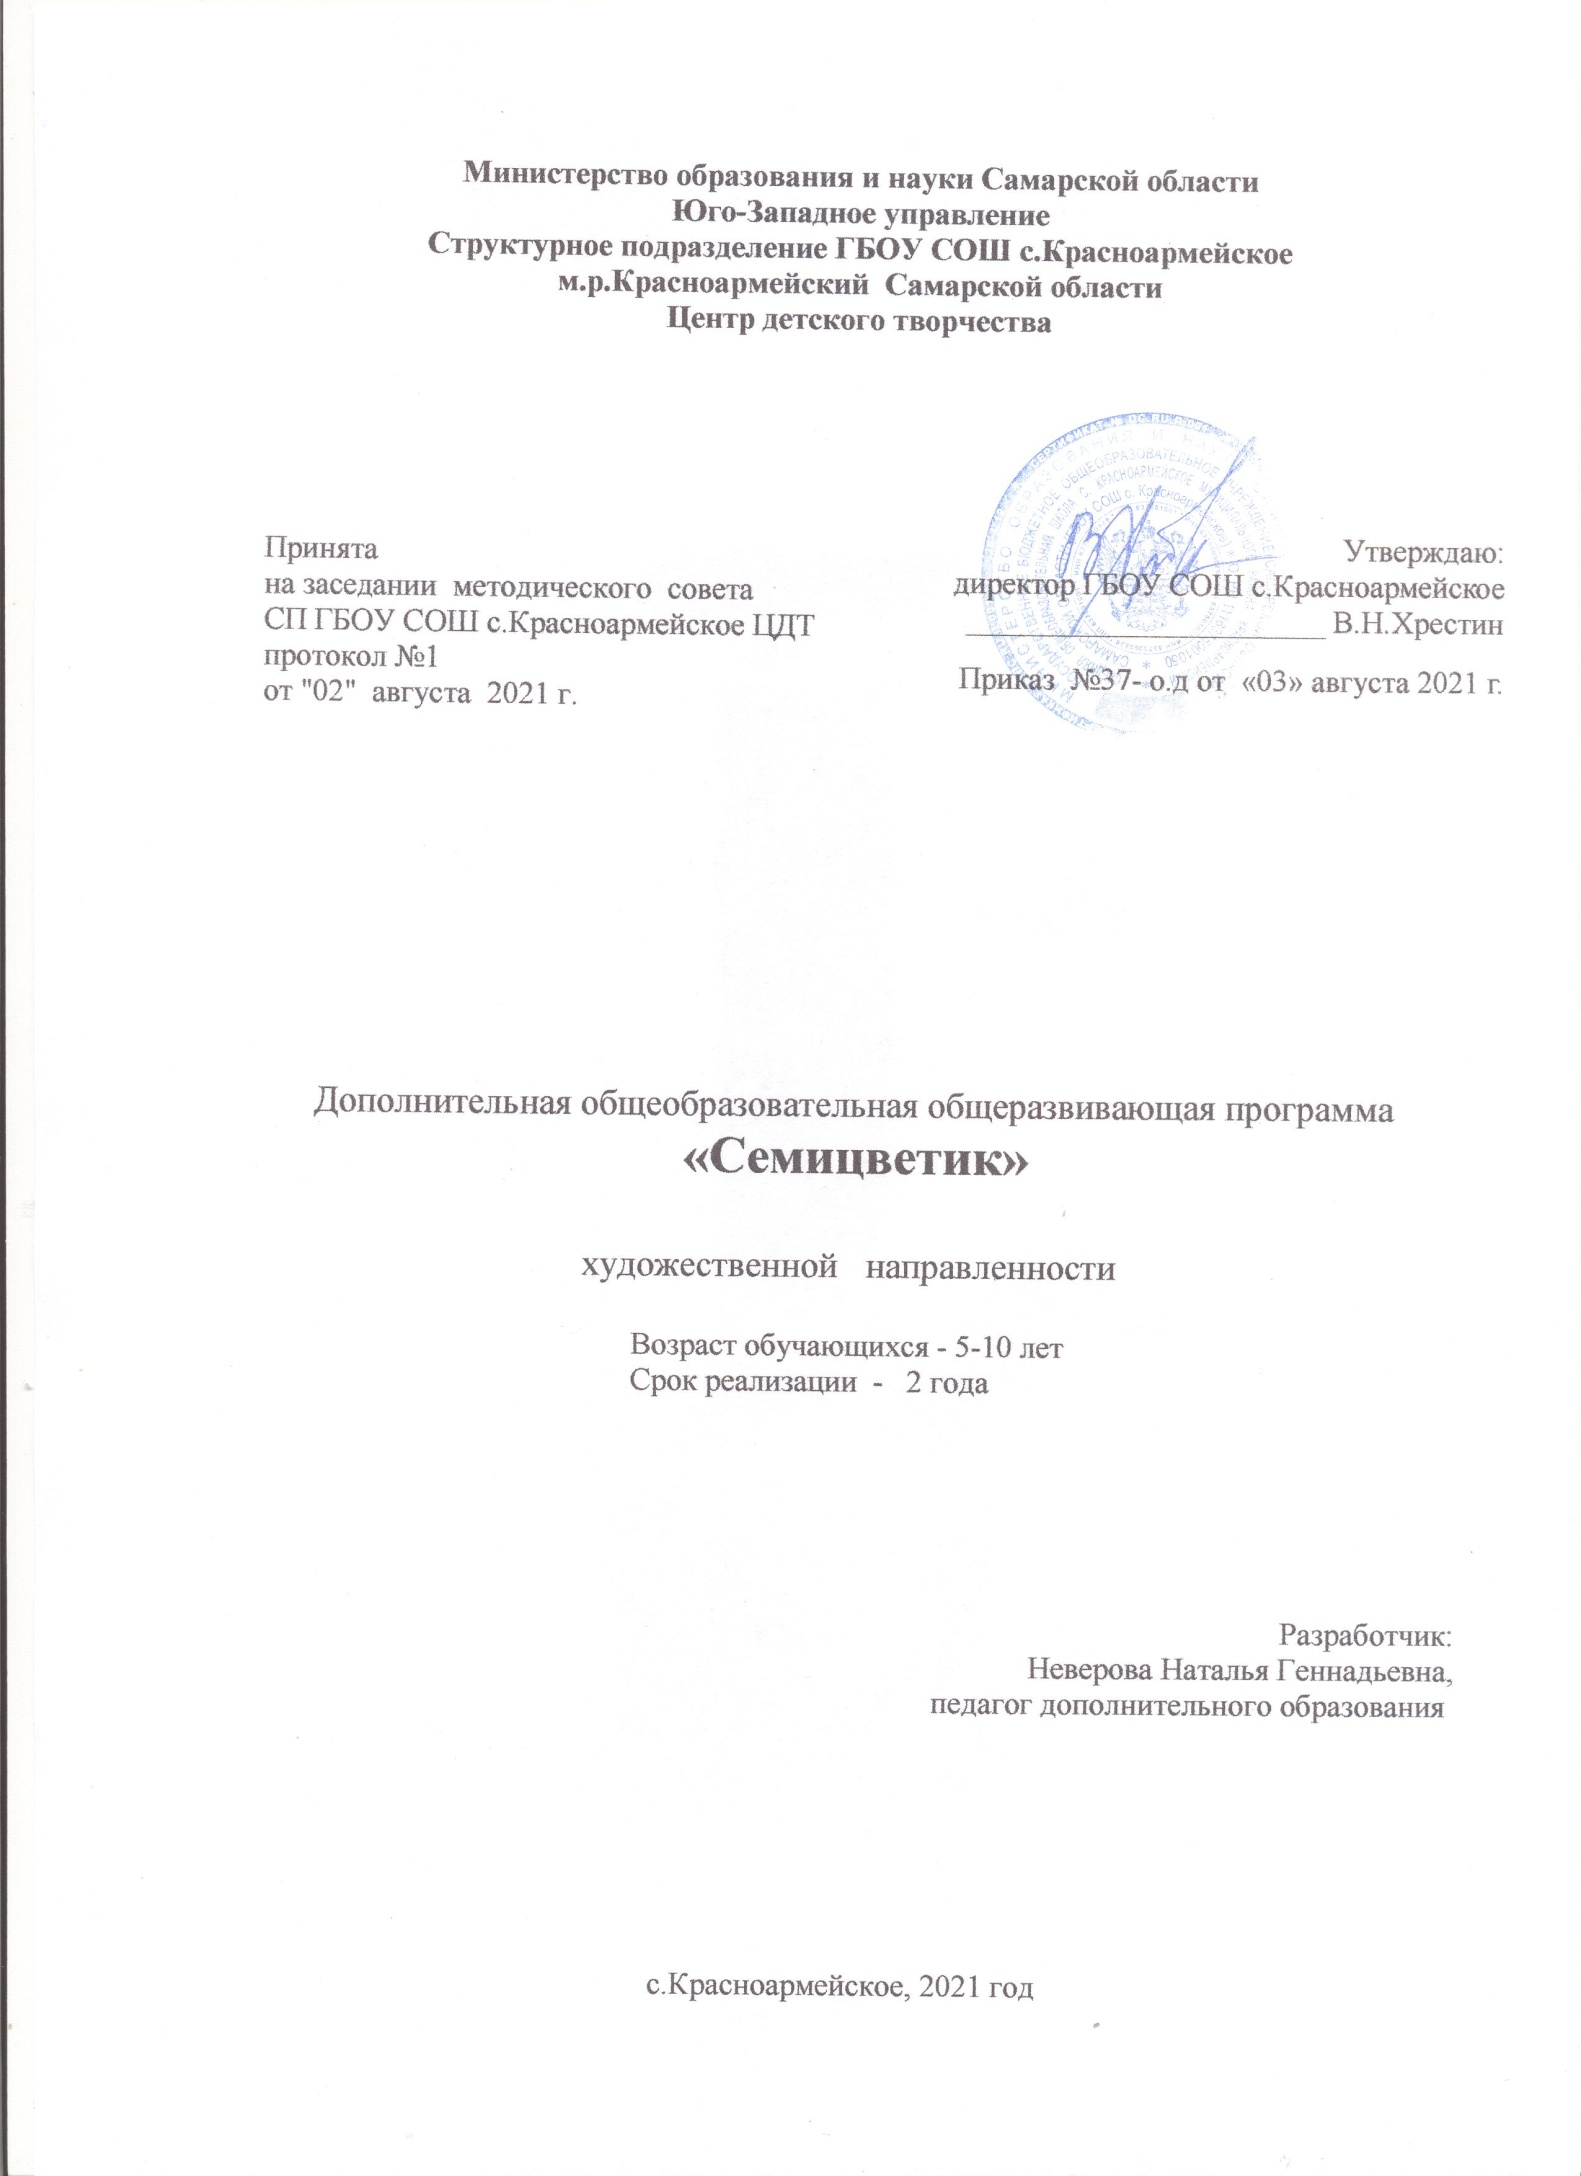 Министерство образования и науки Самарской области
Юго-Западное управление
Структурное подразделение ГБОУ СОШ с.Красноармейское
м.р.Красноармейский Самарской области
Центр детского творчества
Принята
на заседании методического совета
СП ГБОУ СОШ с.Красноармейское ЦДТ
протокол №1
от "02" августа 2021 г.
Утверждаю:
директор ГБОУ СОШ с.Красноармейское
______________________ В.Н.Хрестин
Приказ №37- о.д от «03» августа 2021 г.
Дополнительная общеобразовательная общеразвивающая программа
«Семицветик»
художественной направленности
Возраст обучающихся - 5-10 лет
Срок реализации - 2 года
Разработчик:
Неверова Наталья Геннадьевна,
педагог дополнительного образования
с.Красноармейское, 2021 год